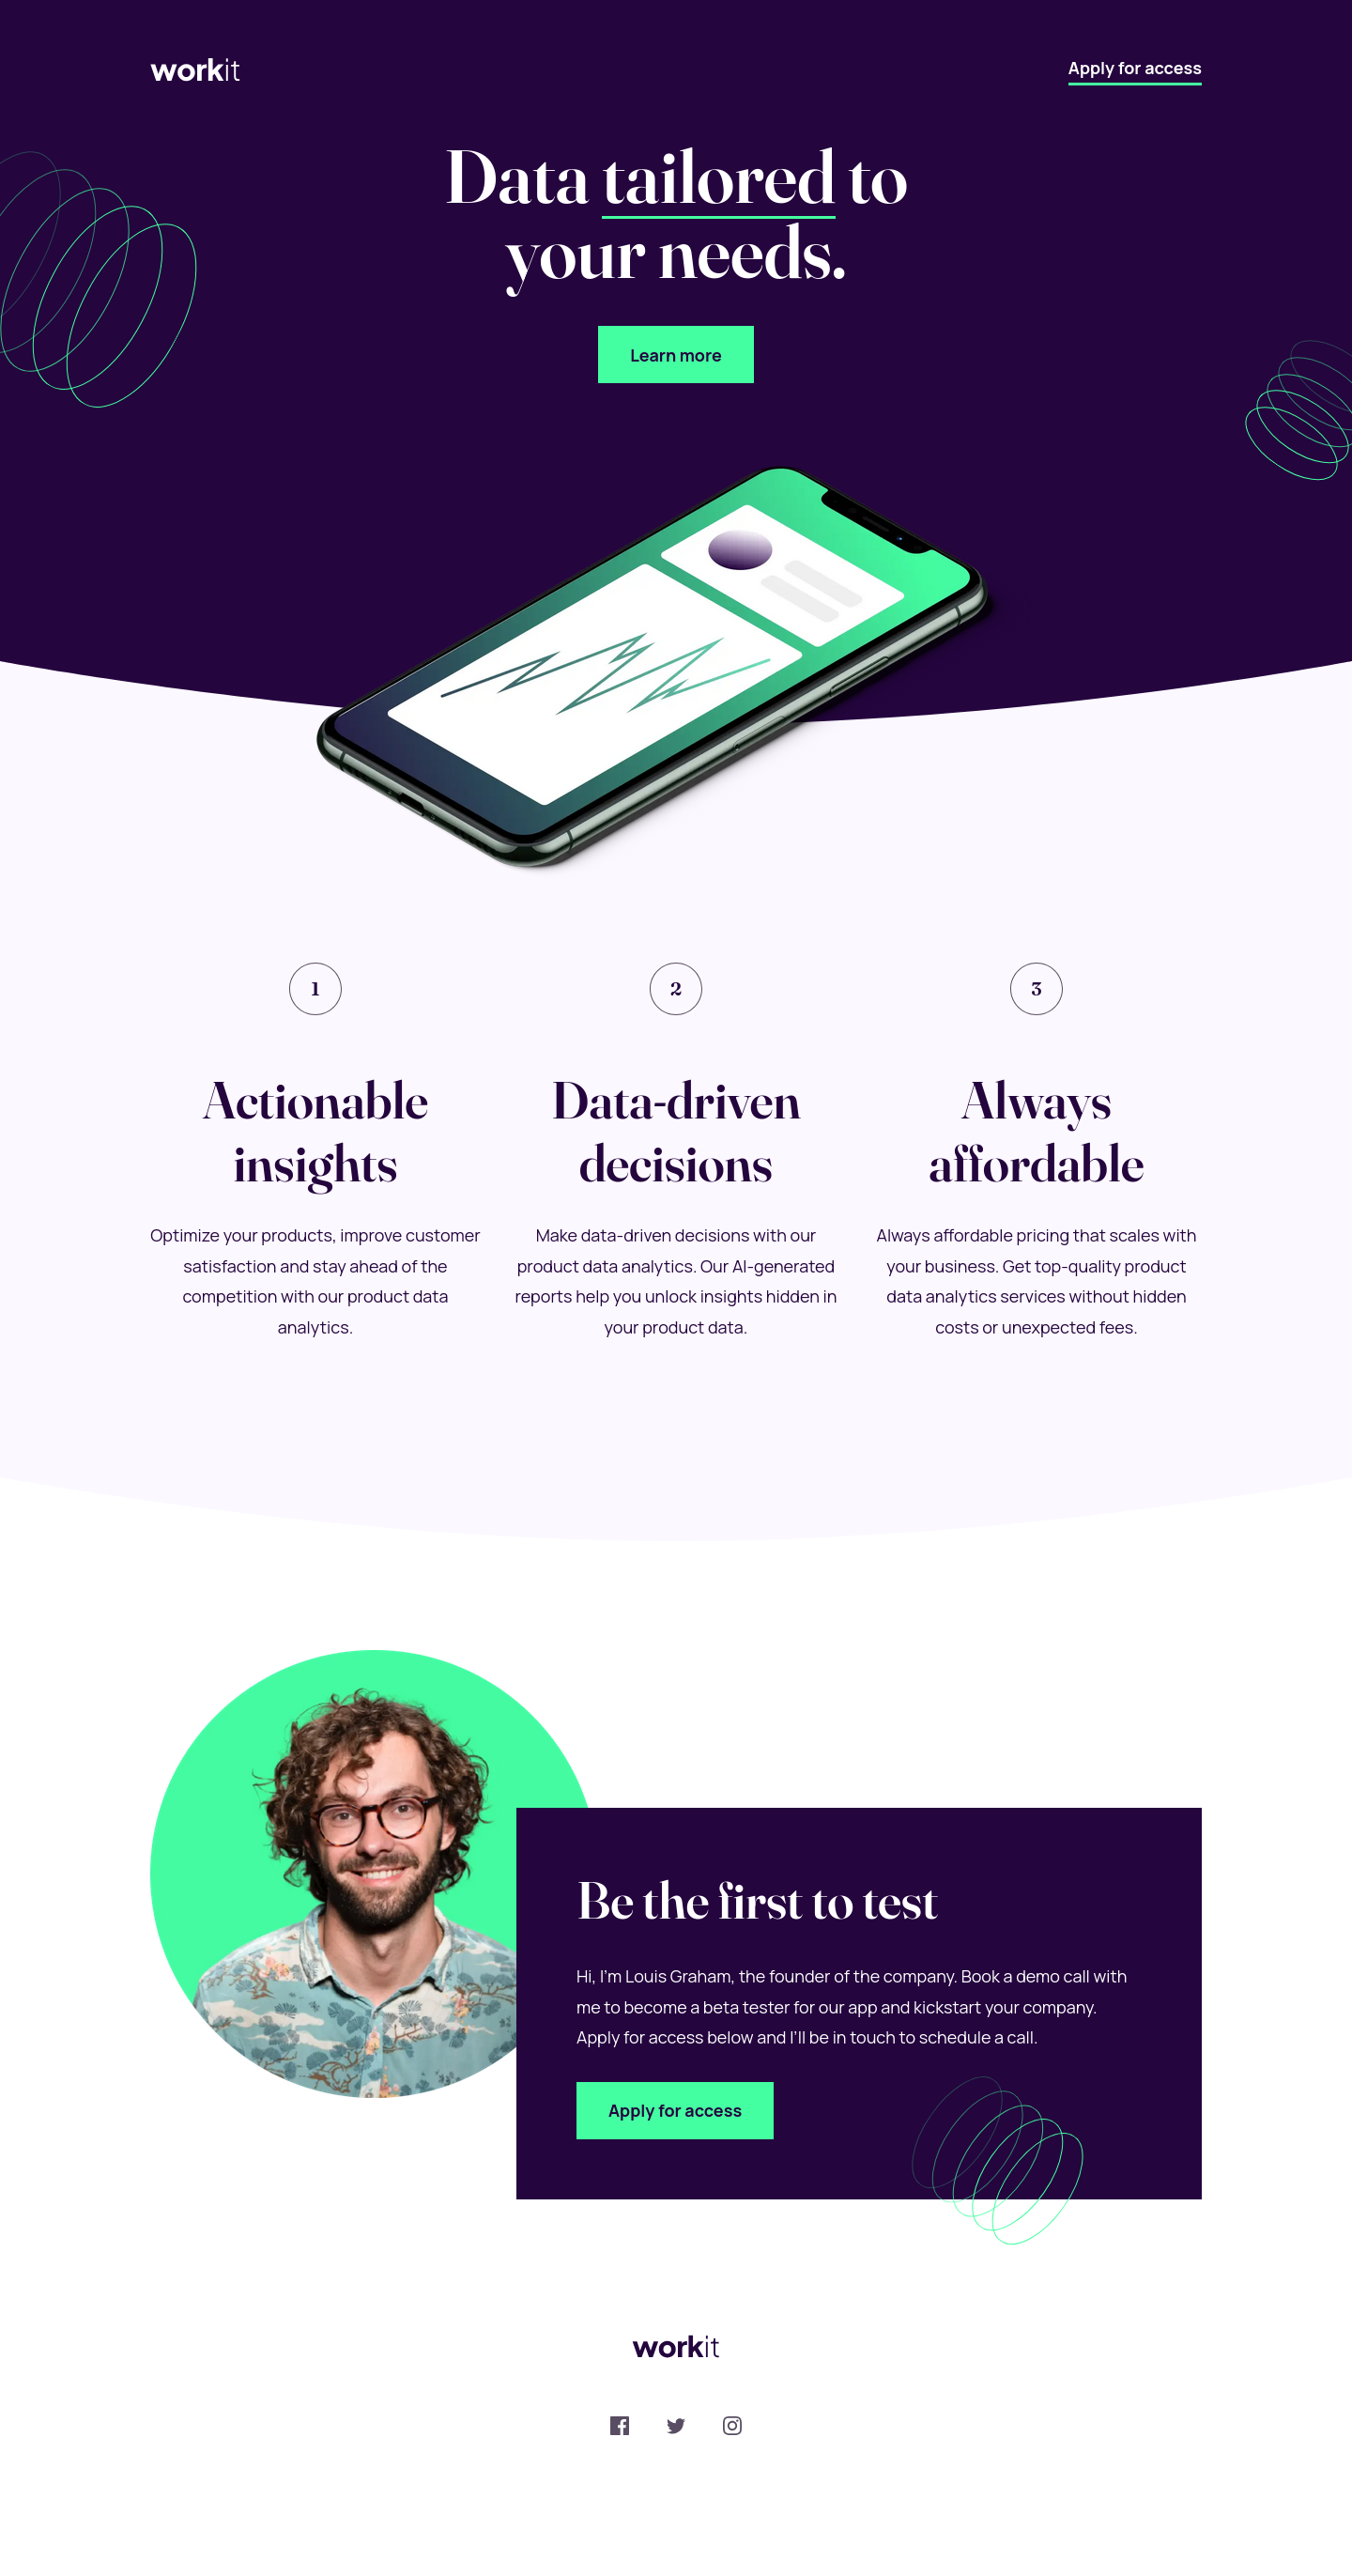 workit
Apply for access
Data tailored to
your needs.
Learn more
1
Actionable
insights
Optimize your products, improve customer
satisfaction and stay ahead of the
competition with our product data
analytics.
2
Data-driven
decisions
Make data-driven decisions with our
product data analytics. Our AI-generated
reports help you unlock insights hidden in
your product data.
3
Always
affordable
Always affordable pricing that scales with
your business. Get top-quality product
data analytics services without hidden
costs or unexpected fees.
Be the first to test
Hi, I'm Louis Graham, the founder of the company. Book a demo call with
me to become a beta tester for our app and kickstart your company.
Apply for access below and I'll be in touch to schedule a call.
Apply for access
workit